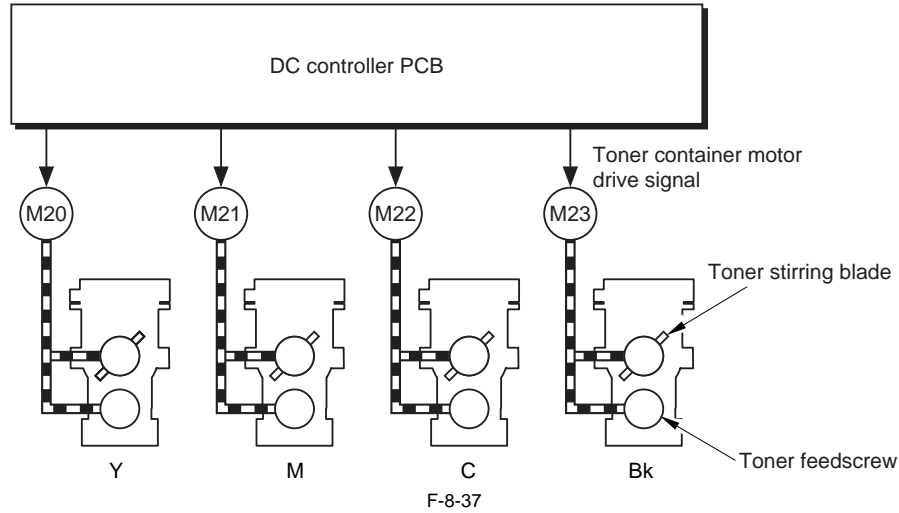 DC controller PCB
Toner container motor
drive signal
M20 M21 M22 M23
Toner stirring blade
Toner feedscrew
Y M C Bk
F-8-37